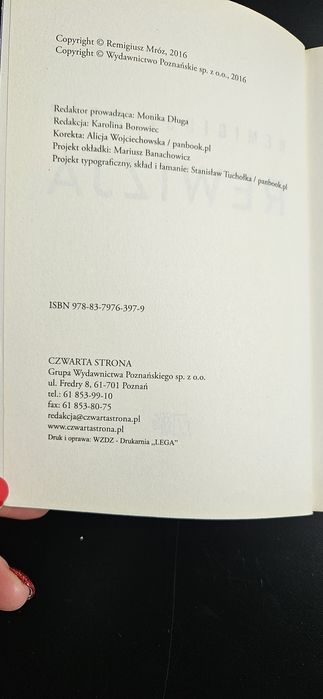 Copyright © Remigiusz Mróz, 2016
Copyright © Wydawnictwo Poznańskie sp. z o.o., 2016
Redaktor prowadząca: Monika Długa
Redakcja: Karolina Borowiec
Korekta: Alicja Wojciechowska / panbook.pl
Projekt okładki: Mariusz Banachowicz
Projekt typograficzny, skład i łamanie: Stanisław Tuchołka / panbook.pl
REWIZJA
ISBN 978-83-7976-397-9
CZWARTA STRONA
Grupa Wydawnictwa Poznańskiego sp. z o.o.
ul. Fredry 8, 61-701 Poznań
tel.: 61 853-99-10
fax: 61 853-80-75
redakcja@czwartastrona.pl
www.czwartastrona.pl
Druk i oprawa: WZDZ - Drukarnia „LEGA”